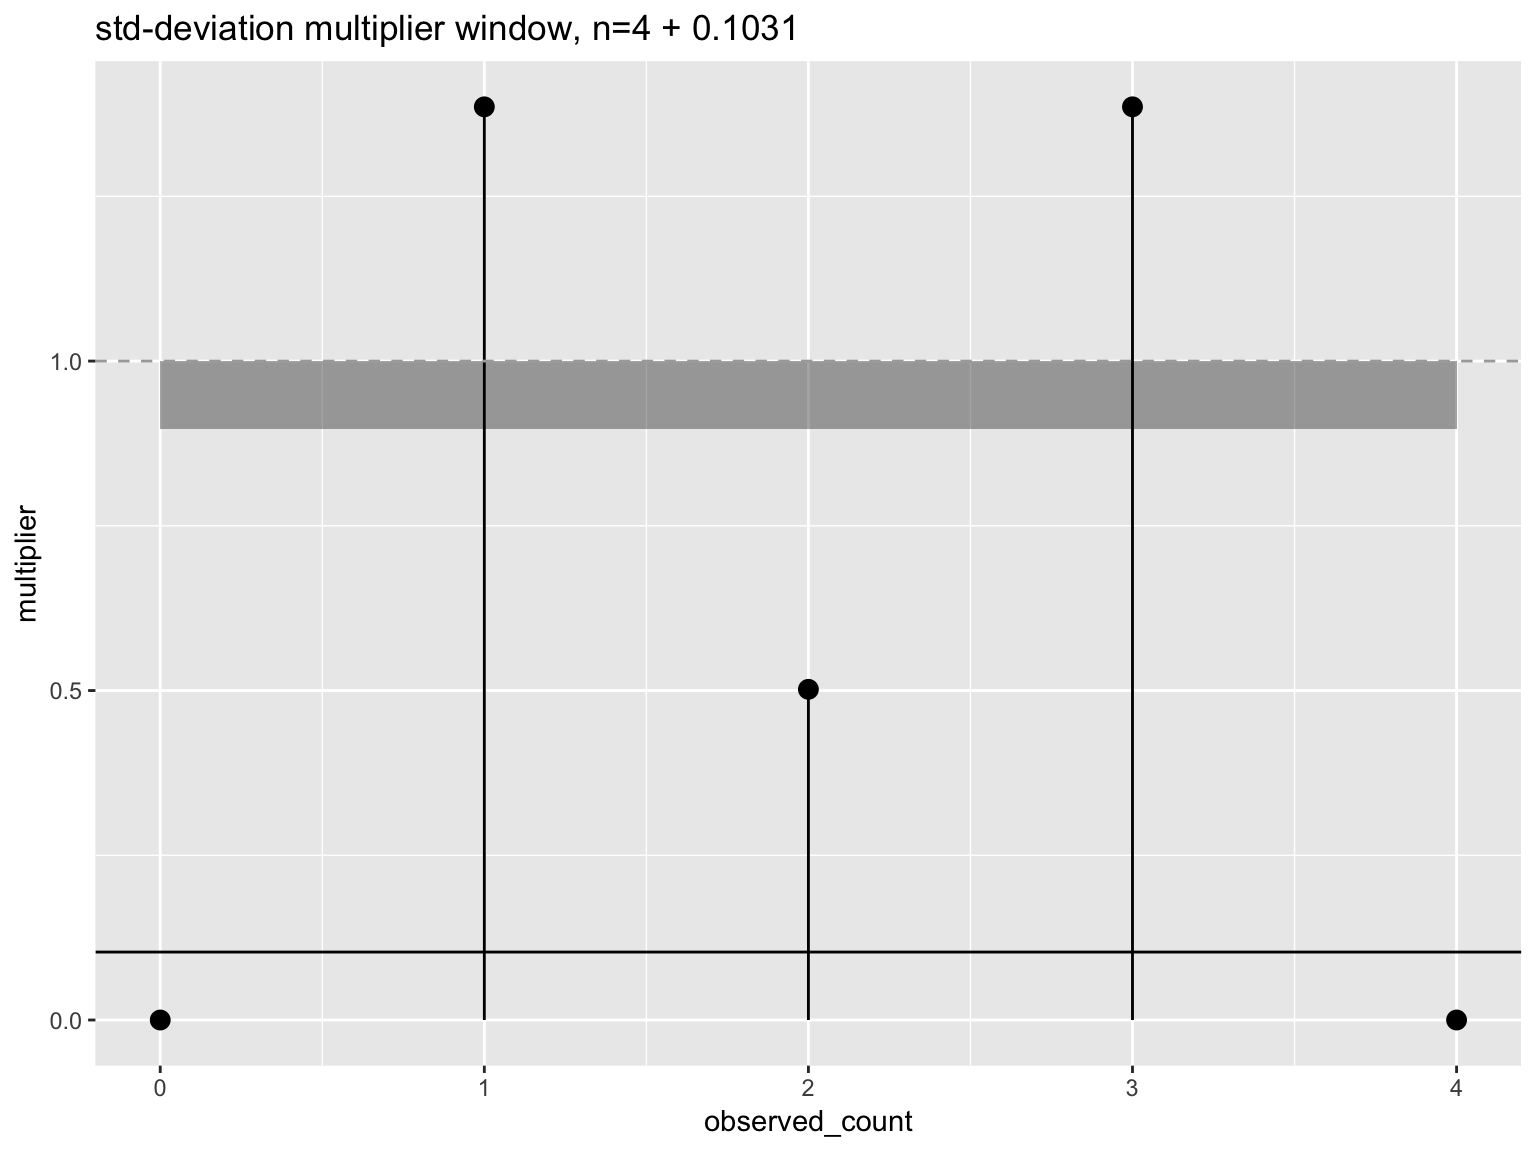 std-deviation multiplier window, n=4 + 0.1031
multiplier
1.0
0.5
0.0
0 1 2 3 4
observed_count